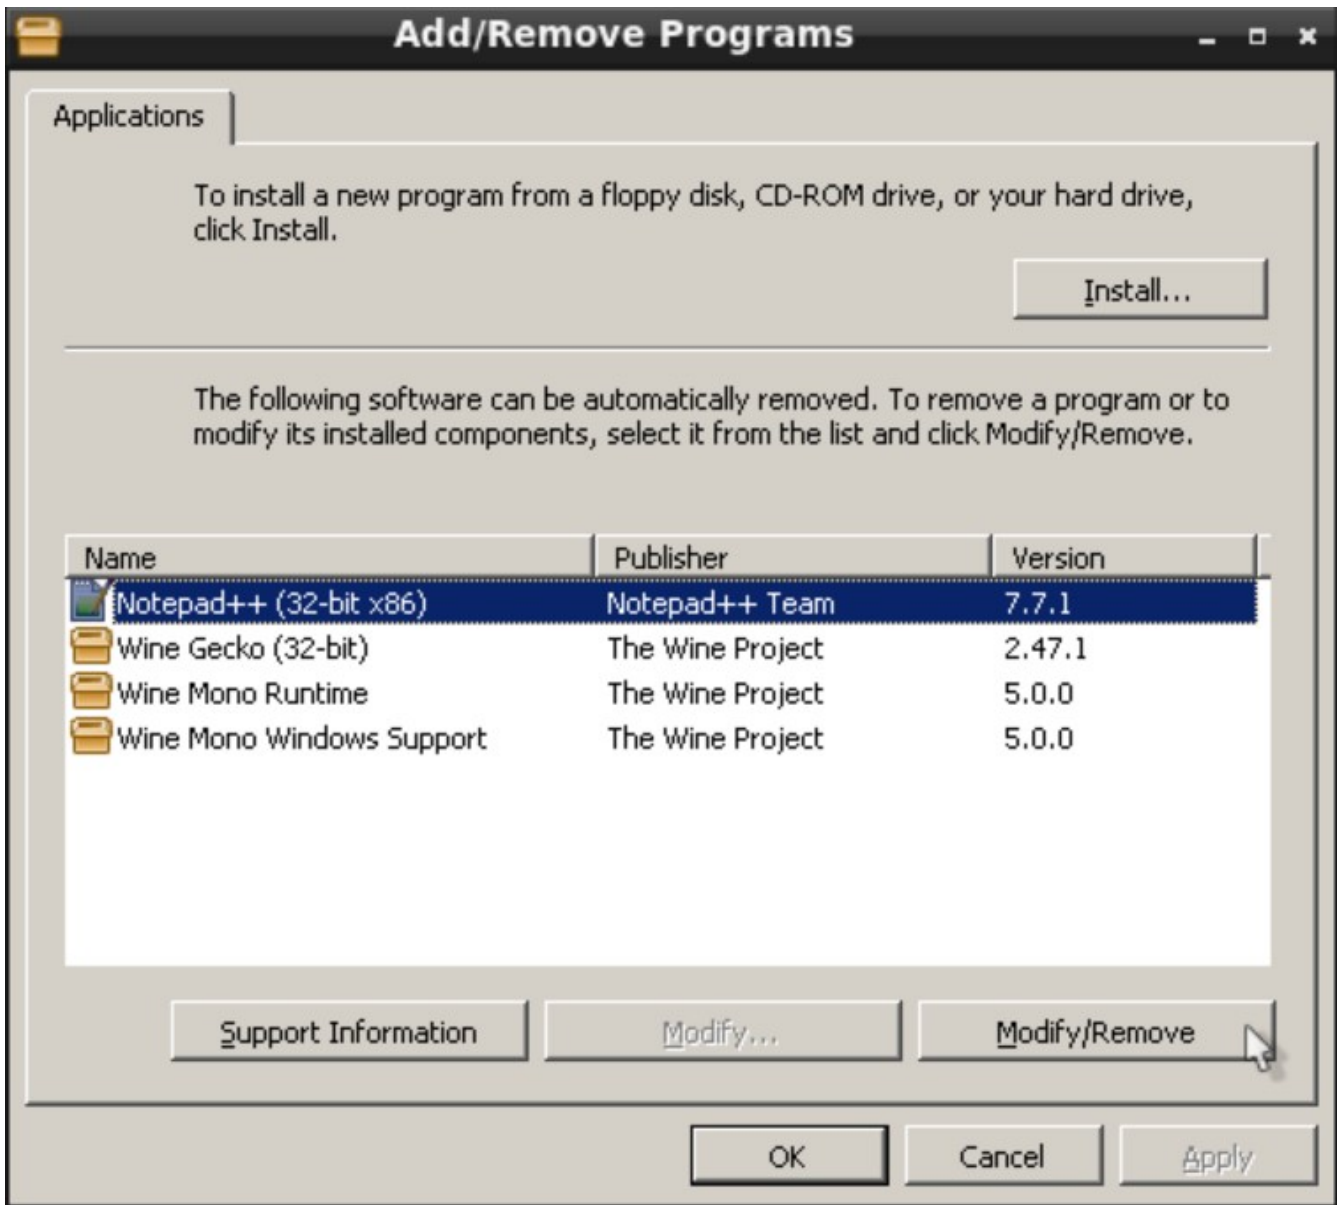 Add/Remove Programs
Applications
To install a new program from a floppy disk, CD-ROM drive, or your hard drive,
click Install.
Install...
The following software can be automatically removed. To remove a program or to
modify its installed components, select it from the list and click Modify/Remove.
Name Publisher Version
Notepad++ (32-bit x86) Notepad++ Team 7.7.1
Wine Gecko (32-bit) The Wine Project 2.47.1
Wine Mono Runtime The Wine Project 5.0.0
Wine Mono Windows Support The Wine Project 5.0.0
Support Information Modify... Modify/Remove
OK Cancel Apply